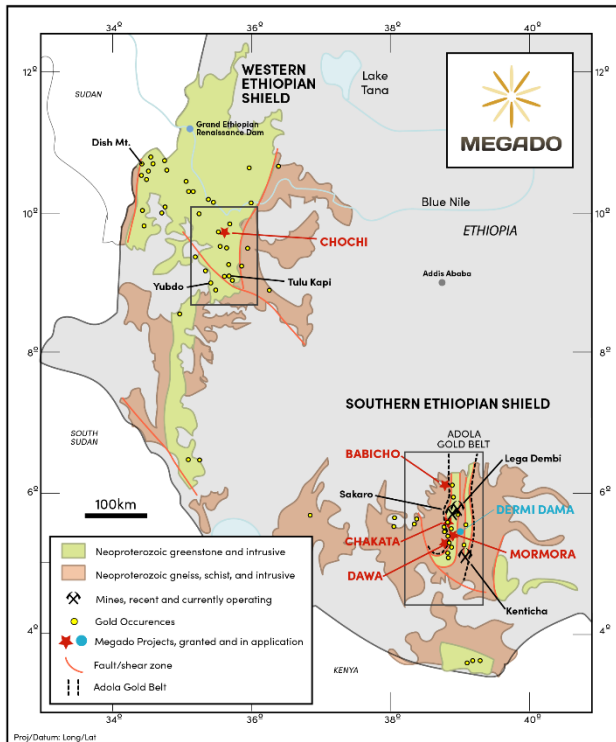 34º
36º
38º
40º
12º
SUDAN
WESTERN
ETHIOPIAN
SHIELD
Lake
Tana
MEGADO
Grand Ethiopian
Renaissance Dam
Dish Mt.
10º
10º
Blue Nile
ETHIOPIA
CHOCHI
Addis Ababa
Yubdo
Tulu Kapi
8º
8º
SOUTHERN ETHIOPIAN SHIELD
ADOLA
GOLD BELT
SOUTH
SUDAN
BABICHO
Lega Dembi
Sakaro
6º
6º
100km
DERMI DAMA
CHAKATA
MORMORA
DAWA
Kenticha
Neoproterozoic greenstone and intrusive
Neoproterozoic gneiss, schist, and intrusive
Mines, recent and currently operating
Gold Occurences
Megado Projects, granted and in application
Fault/shear zone
Adola Gold Belt
4º
4º
KENYA
34º
36º
38º
40º
Proj/Datum: Long/Lat